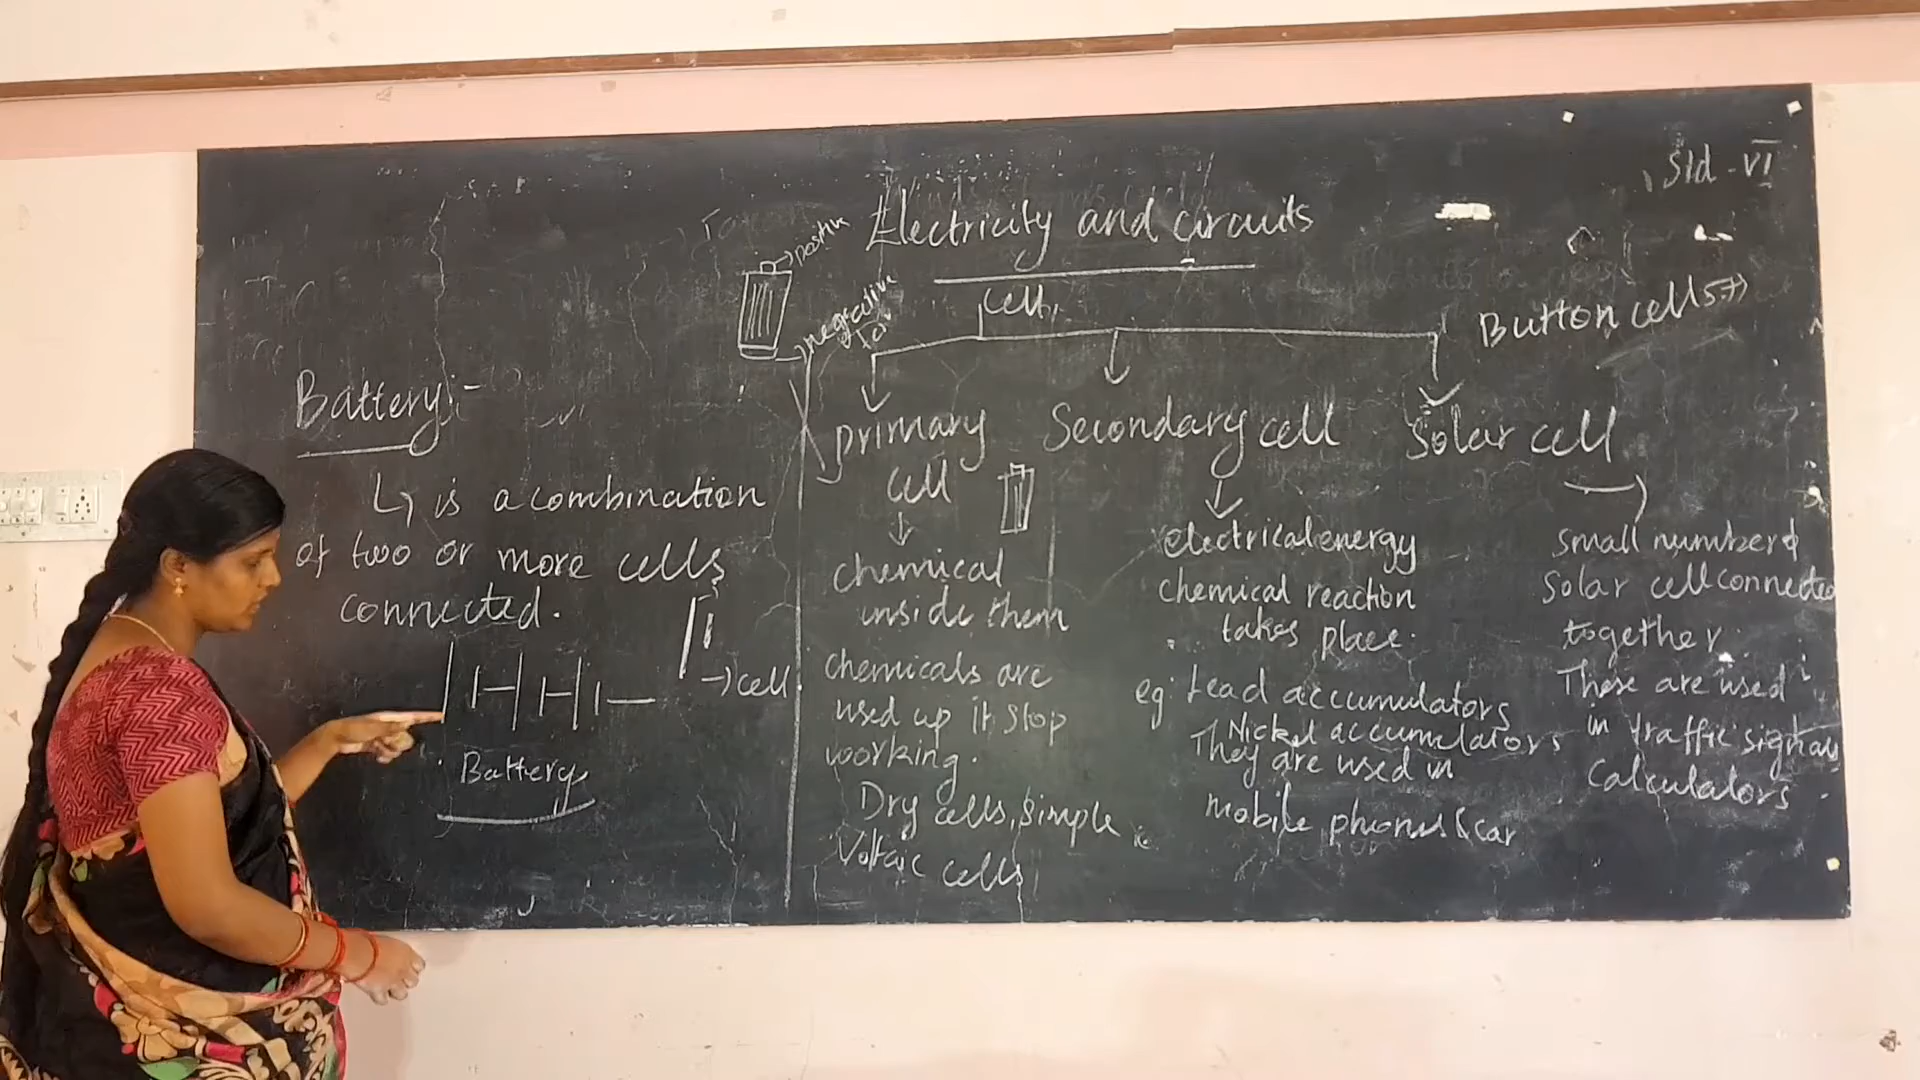 Std - VI
Electricity and circuits
positive
negative
Cell,
Button cells →
Battery :-
↳ is a combination
of two or more cells
connected.
→ cell
Battery
primary
cell
chemical
inside them
chemicals are
used up it stop
working.
Dry cells, simple
Voltaic cells
Secondary cell
electrical energy
chemical reaction
takes place.
eg: Lead accumulators
Nickel accumulators
They are used in
mobile phones & car
Solar cell
small number of
Solar cell connected
together.
These are used
in traffic signals
Calculators.